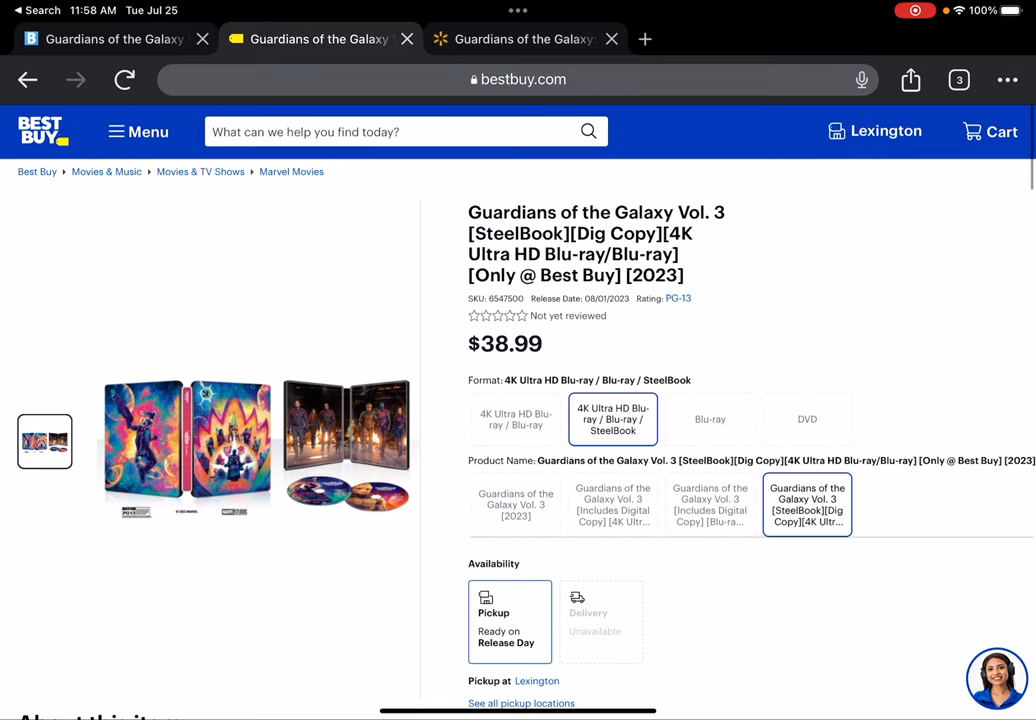 Search 11:58 AM Tue Jul 25
100%
Guardians of the Galaxy
Guardians of the Galaxy
Guardians of the Galaxy:
bestbuy.com
3
BEST BUY
Menu
What can we help you find today?
Lexington
Cart
Best Buy Movies & Music Movies & TV Shows Marvel Movies
Guardians of the Galaxy Vol. 3
[SteelBook][Dig Copy][4K
Ultra HD Blu-ray/Blu-ray]
[Only @ Best Buy] [2023]
SKU: 6547500 Release Date: 08/01/2023 Rating: PG-13
Not yet reviewed
$38.99
Format: 4K Ultra HD Blu-ray / Blu-ray / SteelBook
4K Ultra HD Blu-
ray / Blu-ray
4K Ultra HD Blu-
ray / Blu-ray /
SteelBook
Blu-ray
DVD
Product Name: Guardians of the Galaxy Vol. 3 [SteelBook][Dig Copy][4K Ultra HD Blu-ray/Blu-ray] [Only @ Best Buy] [2023]
Guardians of the
Galaxy Vol. 3
[2023]
Guardians of the
Galaxy Vol. 3
[Includes Digital
Copy] [4K Ultr...
Guardians of the
Galaxy Vol. 3
[Includes Digital
Copy] [Blu-ra...
Guardians of the
Galaxy Vol. 3
[SteelBook][Dig
Copy][4K Ultr...
Availability
Pickup
Ready on
Release Day
Delivery
Unavailable
Pickup at Lexington
See all pickup locations
About this item